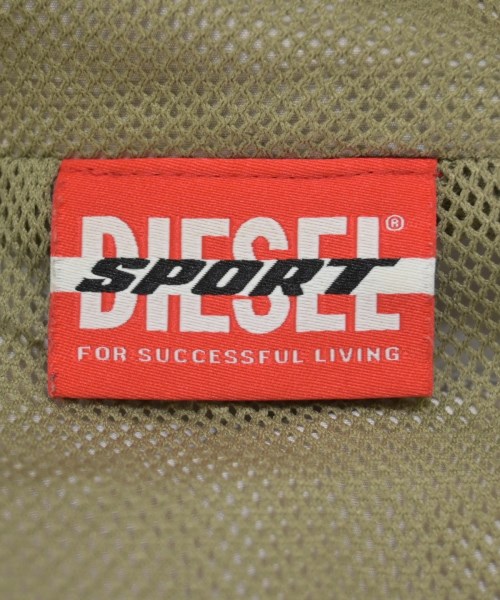 DIESEL®
SPORT
FOR SUCCESSFUL LIVING